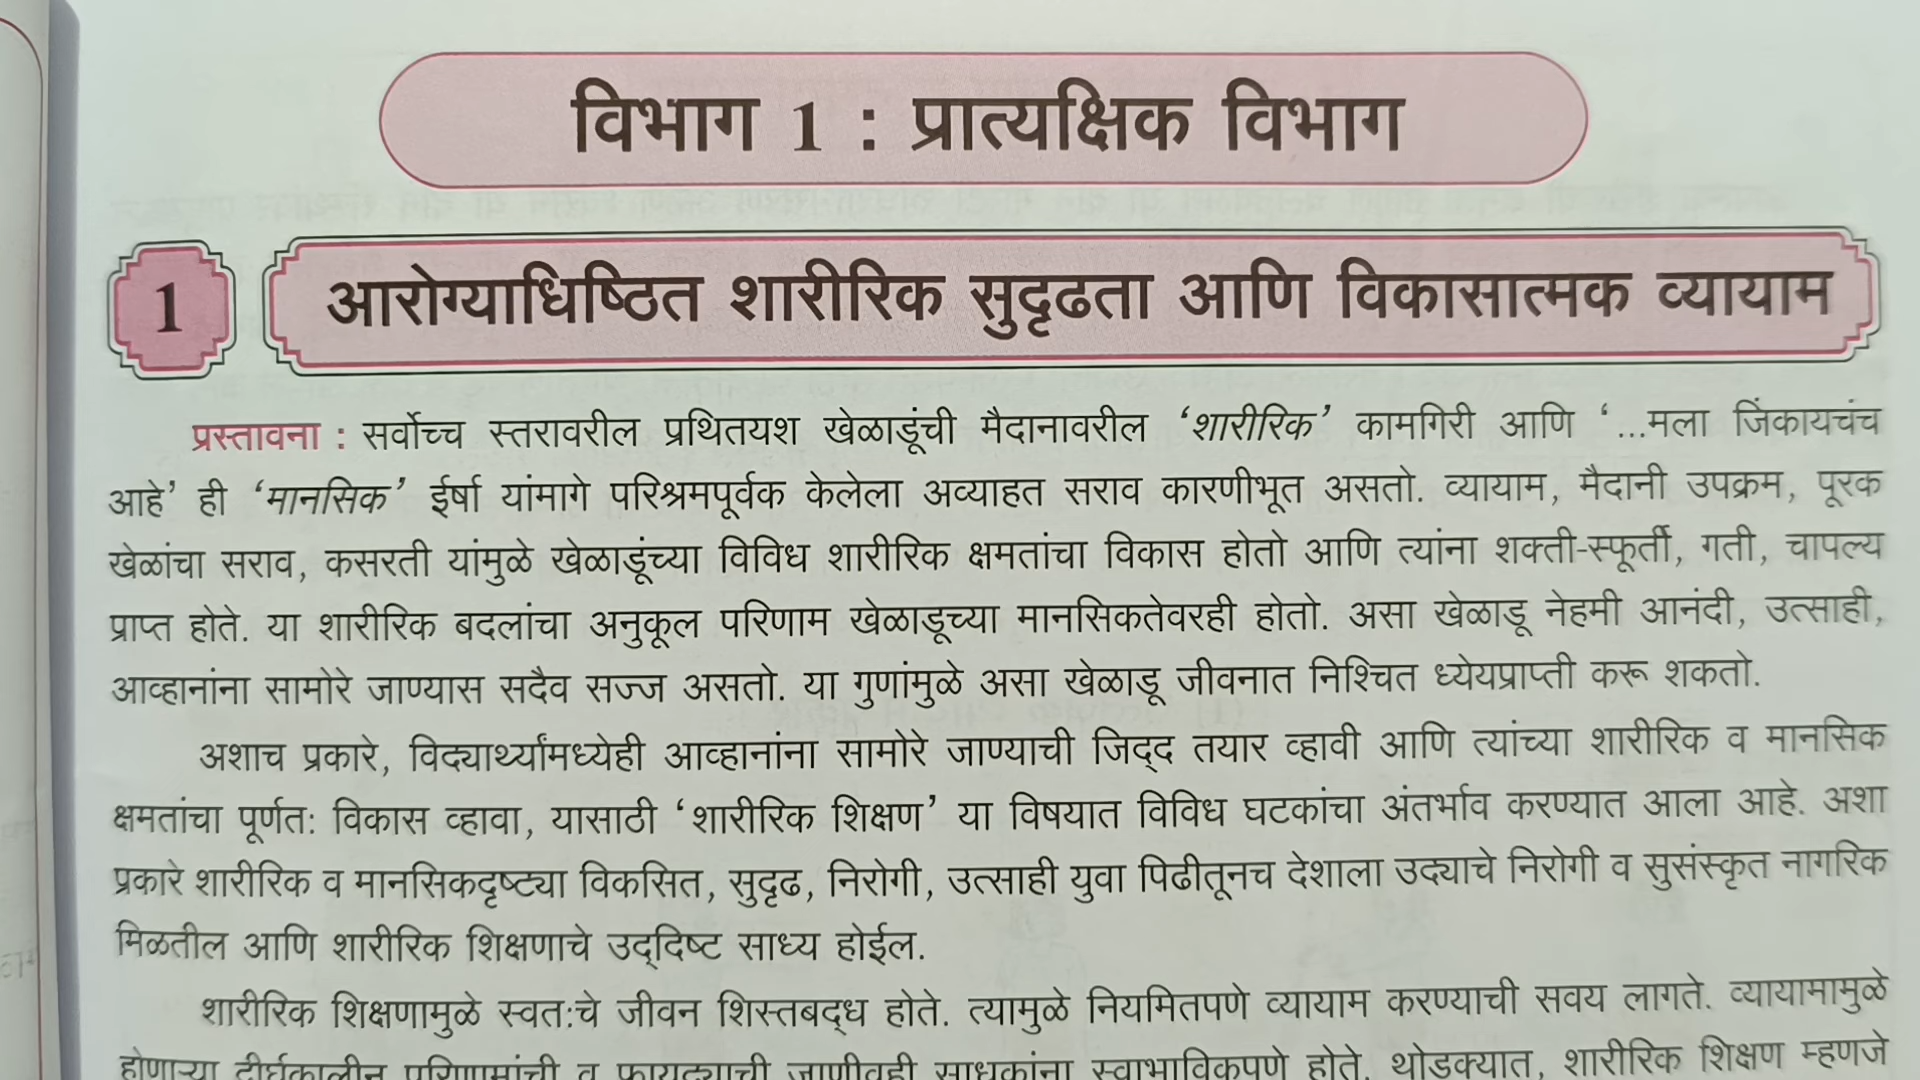 विभाग 1 : प्रात्यक्षिक विभाग
1
आरोग्याधिष्ठित शारीरिक सुदृढता आणि विकासात्मक व्यायाम
प्रस्तावना : सर्वोच्च स्तरावरील प्रथितयश खेळाडूंची मैदानावरील ‘शारीरिक’ कामगिरी आणि ‘...मला जिंकायचंच
आहे’ ही ‘मानसिक’ ईर्षा यांमागे परिश्रमपूर्वक केलेला अव्याहत सराव कारणीभूत असतो. व्यायाम, मैदानी उपक्रम, पूरक
खेळांचा सराव, कसरती यांमुळे खेळाडूंच्या विविध शारीरिक क्षमतांचा विकास होतो आणि त्यांना शक्ती-स्फूर्ती, गती, चापल्य
प्राप्त होते. या शारीरिक बदलांचा अनुकूल परिणाम खेळाडूच्या मानसिकतेवरही होतो. असा खेळाडू नेहमी आनंदी, उत्साही,
आव्हानांना सामोरे जाण्यास सदैव सज्ज असतो. या गुणांमुळे असा खेळाडू जीवनात निश्चित ध्येयप्राप्ती करू शकतो.
अशाच प्रकारे, विद्यार्थ्यांमध्येही आव्हानांना सामोरे जाण्याची जिद्द तयार व्हावी आणि त्यांच्या शारीरिक व मानसिक
क्षमतांचा पूर्णत: विकास व्हावा, यासाठी ‘शारीरिक शिक्षण’ या विषयात विविध घटकांचा अंतर्भाव करण्यात आला आहे. अशा
प्रकारे शारीरिक व मानसिकदृष्ट्या विकसित, सुदृढ, निरोगी, उत्साही युवा पिढीतूनच देशाला उद्याचे निरोगी व सुसंस्कृत नागरिक
मिळतील आणि शारीरिक शिक्षणाचे उद्दिष्ट साध्य होईल.
शारीरिक शिक्षणामुळे स्वत:चे जीवन शिस्तबद्ध होते. त्यामुळे नियमितपणे व्यायाम करण्याची सवय लागते. व्यायामामुळे
होणाऱ्या दीर्घकालीन परिणामांची व फायद्याची जाणीवही साधकांना स्वाभाविकपणे होते. थोडक्यात, शारीरिक शिक्षण म्हणजे